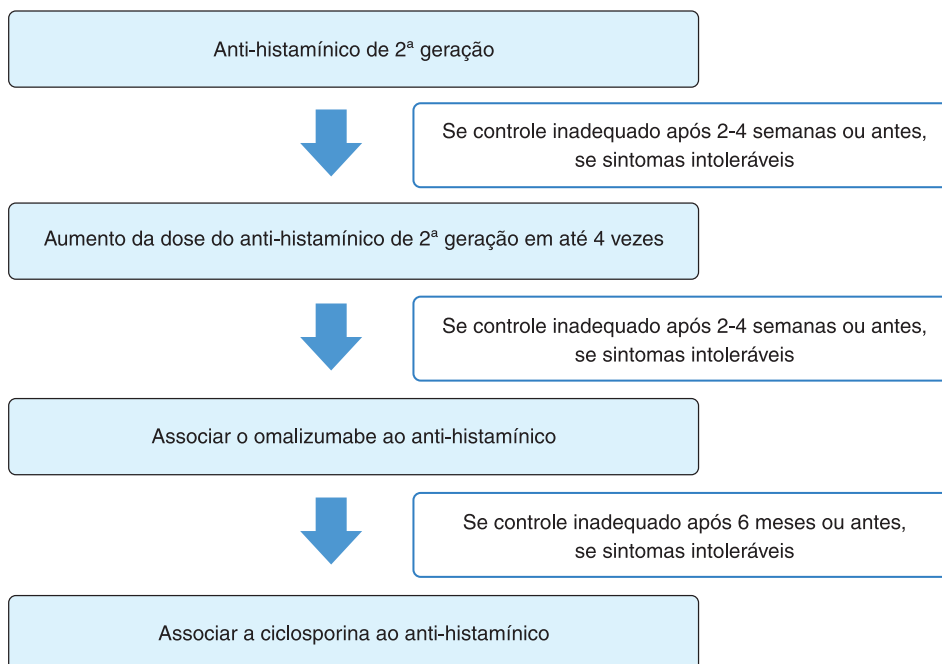 Anti-histamínico de 2ª geração
Se controle inadequado após 2-4 semanas ou antes,
se sintomas intoleráveis
Aumento da dose do anti-histamínico de 2ª geração em até 4 vezes
Se controle inadequado após 2-4 semanas ou antes,
se sintomas intoleráveis
Associar o omalizumabe ao anti-histamínico
Se controle inadequado após 6 meses ou antes,
se sintomas intoleráveis
Associar a ciclosporina ao anti-histamínico